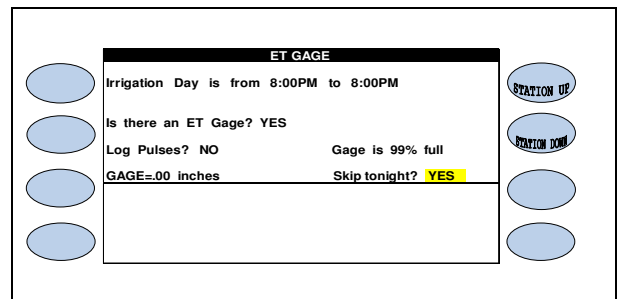 ET GAGE
Irrigation Day is from 8:00PM to 8:00PM
STATION UP
Is there an ET Gage? YES
STATION DOWN
Log Pulses? NO Gage is 99% full
GAGE=.00 inches Skip tonight? YES